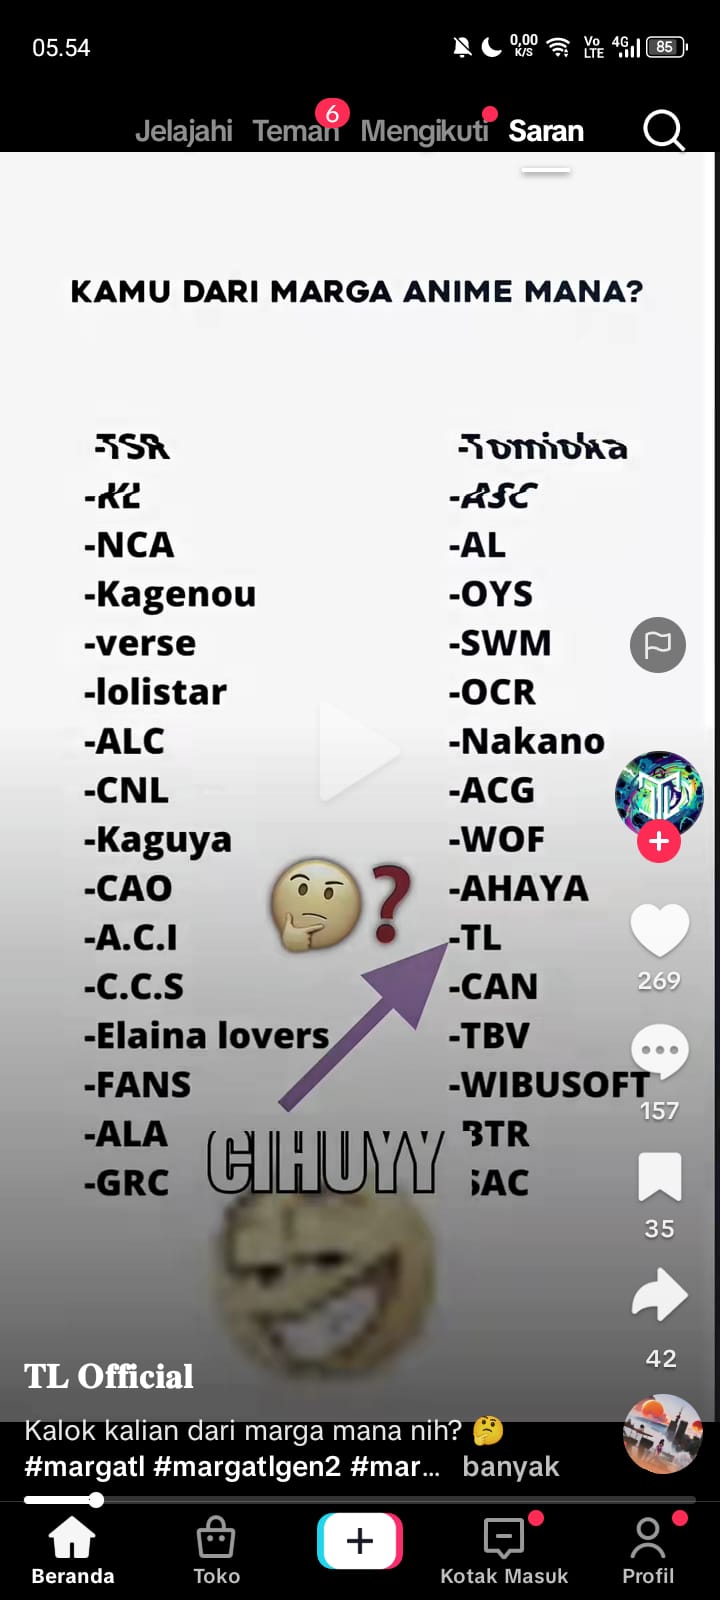 05.54
0,00 K/S
Vo LTE
4G
85
Jelajahi Teman 6 Mengikuti Saran
KAMU DARI MARGA ANIME MANA?
-TSR
-KL
-NCA
-Kagenou
-verse
-lolistar
-ALC
-CNL
-Kaguya
-CAO
-A.C.I
-C.C.S
-Elaina lovers
-FANS
-ALA
-GRC
-Tomioka
-ASC
-AL
-OYS
-SWM
-OCR
-Nakano
-ACG
-WOF
-AHAYA
-TL
-CAN
-TBV
-WIBUSOFT
BTR
SAC
CIHUYY
269
157
35
42
TL Official
Kalok kalian dari marga mana nih? 🤔
#margatl #margatlgen2 #mar... banyak
Beranda
Toko
Kotak Masuk
Profil